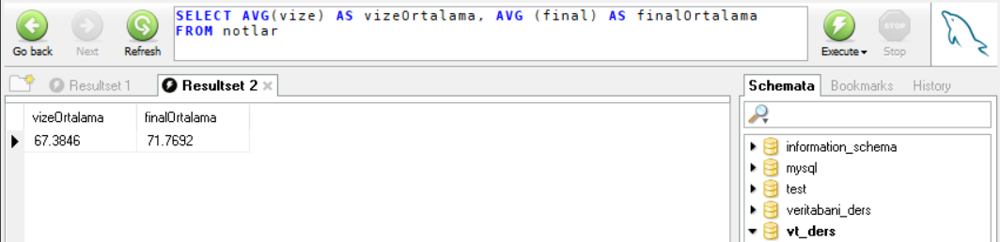 SELECT AVG(vize) AS vizeOrtalama, AVG (final) AS finalOrtalama
FROM notlar
Go back
Next
Refresh
Execute
STOP
Stop
Resultset 1
Resultset 2
vizeOrtalama finalOrtalama
67.3846 71.7692
Schemata
Bookmarks
History
information_schema
mysql
test
veritabani_ders
vt_ders